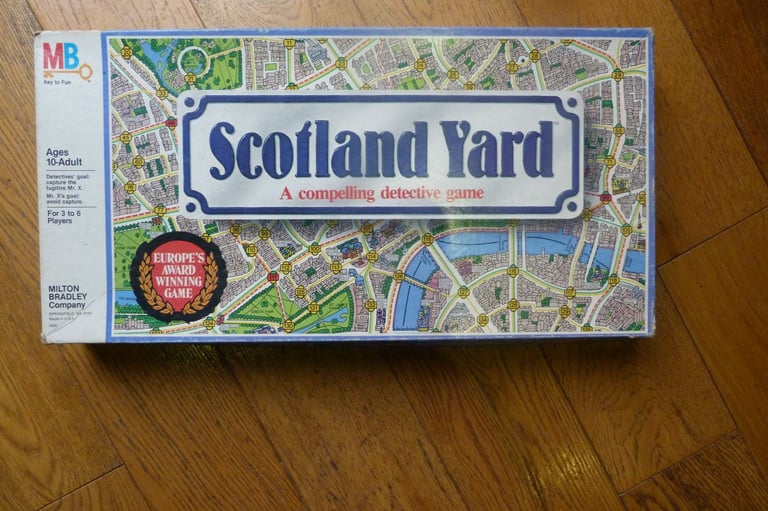 MB
Key to Fun
Ages
10-Adult
Detectives' goal:
capture the
fugitive Mr. X.
Mr. X's goal:
avoid capture.
For 3 to 6
Players
MILTON
BRADLEY
Company
Scotland Yard
A compelling detective game
EUROPE'S
AWARD
WINNING
GAME